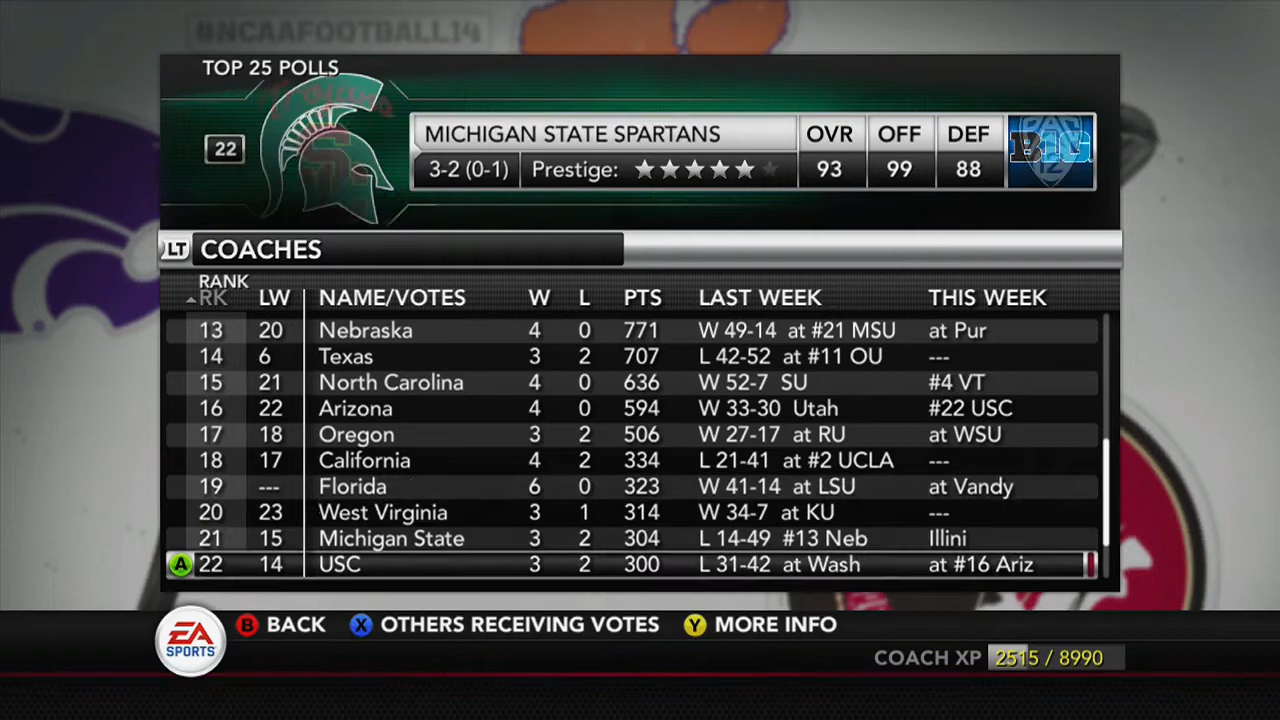 #NCAAFOOTBALL14
TOP 25 POLLS
22
MICHIGAN STATE SPARTANS OVR OFF DEF
3-2 (0-1) Prestige: 93 99 88
LT COACHES
RANK
RK LW NAME/VOTES W L PTS LAST WEEK THIS WEEK
13 20 Nebraska 4 0 771 W 49-14 at #21 MSU at Pur
14 6 Texas 3 2 707 L 42-52 at #11 OU ---
15 21 North Carolina 4 0 636 W 52-7 SU #4 VT
16 22 Arizona 4 0 594 W 33-30 Utah #22 USC
17 18 Oregon 3 2 506 W 27-17 at RU at WSU
18 17 California 4 2 334 L 21-41 at #2 UCLA ---
19 --- Florida 6 0 323 W 41-14 at LSU at Vandy
20 23 West Virginia 3 1 314 W 34-7 at KU ---
21 15 Michigan State 3 2 304 L 14-49 #13 Neb Illini
A 22 14 USC 3 2 300 L 31-42 at Wash at #16 Ariz
EA SPORTS B BACK X OTHERS RECEIVING VOTES Y MORE INFO
COACH XP 2515 / 8990